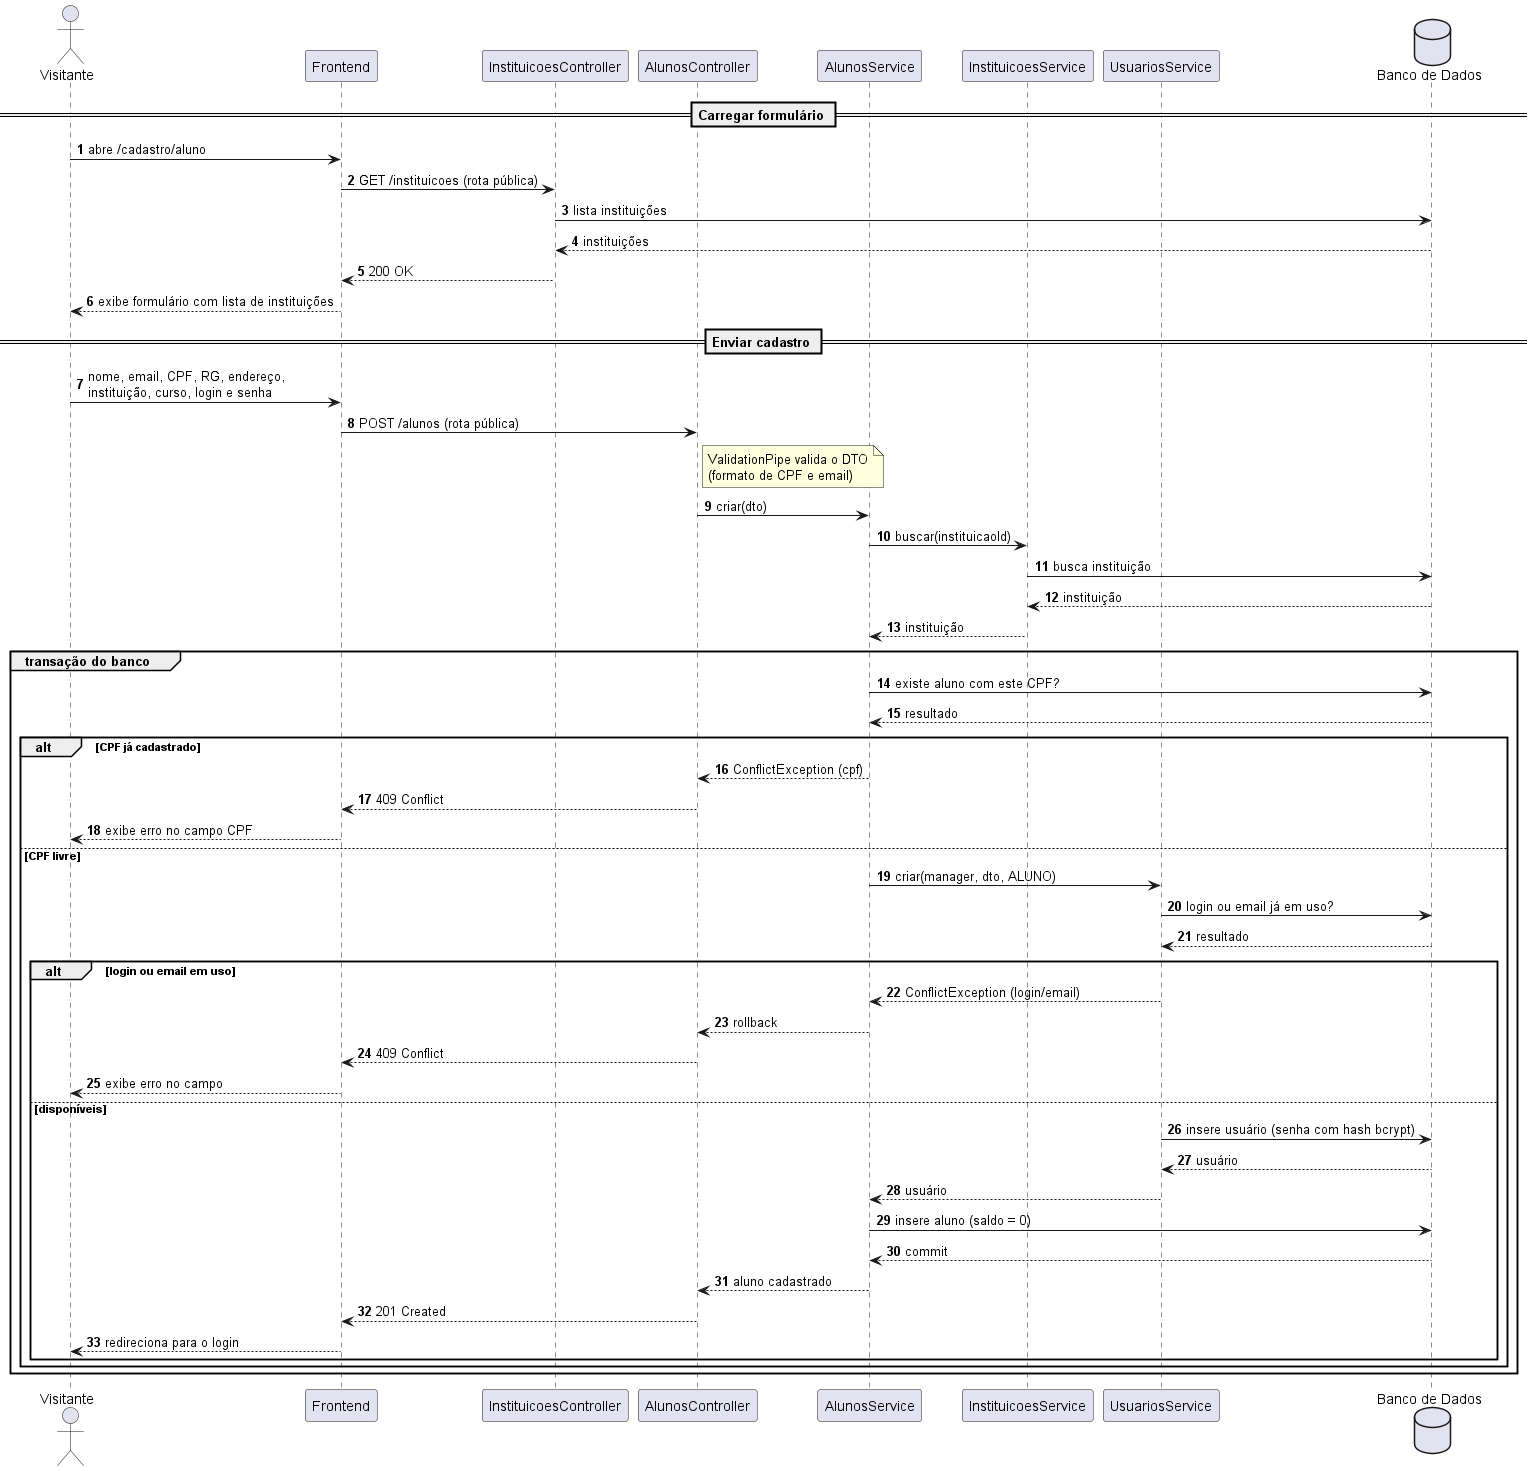 Visitante
Frontend
InstituicoesController
AlunosController
AlunosService
InstituicoesService
UsuariosService
Banco de Dados
Carregar formulário
1 abre /cadastro/aluno
2 GET /instituicoes (rota pública)
3 lista instituições
4 instituições
5 200 OK
6 exibe formulário com lista de instituições
Enviar cadastro
7 nome, email, CPF, RG, endereço,
instituição, curso, login e senha
8 POST /alunos (rota pública)
ValidationPipe valida o DTO
(formato de CPF e email)
9 criar(dto)
10 buscar(instituicaoId)
11 busca instituição
12 instituição
13 instituição
transação do banco
14 existe aluno com este CPF?
15 resultado
alt [CPF já cadastrado]
16 ConflictException (cpf)
17 409 Conflict
18 exibe erro no campo CPF
[CPF livre]
19 criar(manager, dto, ALUNO)
20 login ou email já em uso?
21 resultado
alt [login ou email em uso]
22 ConflictException (login/email)
23 rollback
24 409 Conflict
25 exibe erro no campo
[disponíveis]
26 insere usuário (senha com hash bcrypt)
27 usuário
28 usuário
29 insere aluno (saldo = 0)
30 commit
31 aluno cadastrado
32 201 Created
33 redireciona para o login
Visitante
Frontend
InstituicoesController
AlunosController
AlunosService
InstituicoesService
UsuariosService
Banco de Dados